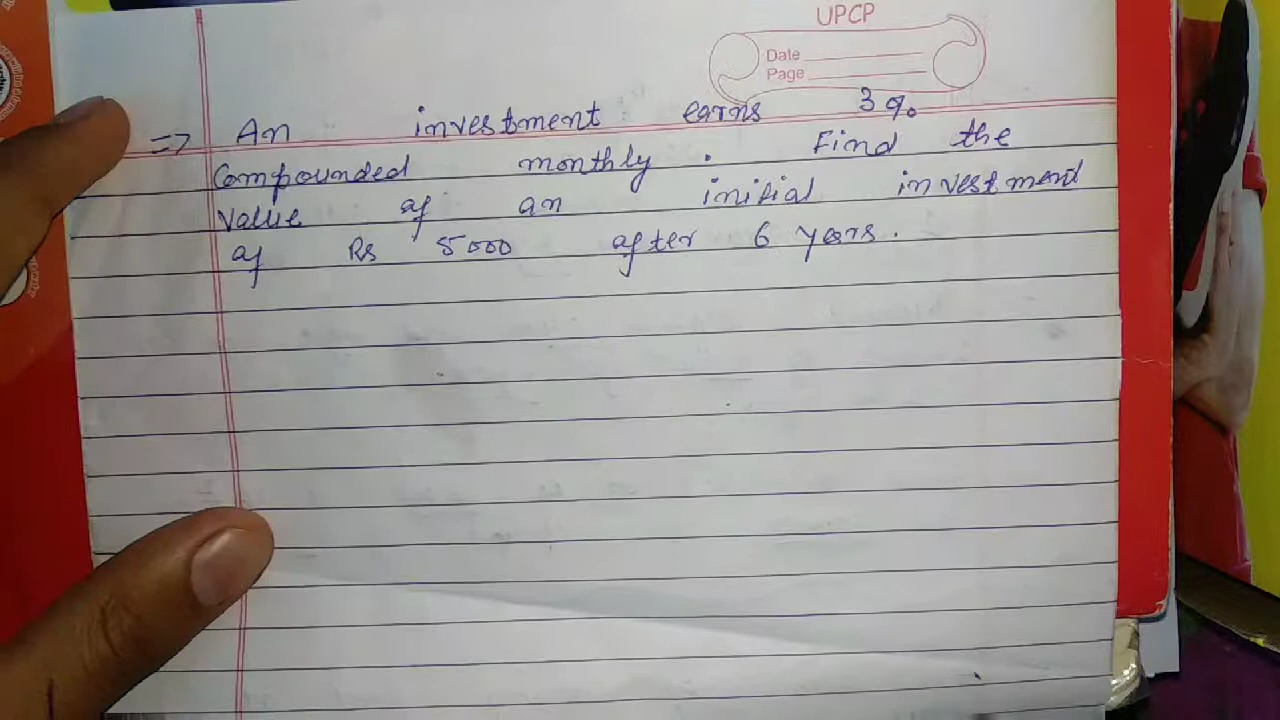 UPCP
Date
Page
=> An investment earns 3%
Compounded monthly. Find the
Value of an initial investment
of Rs 5000 after 6 years.